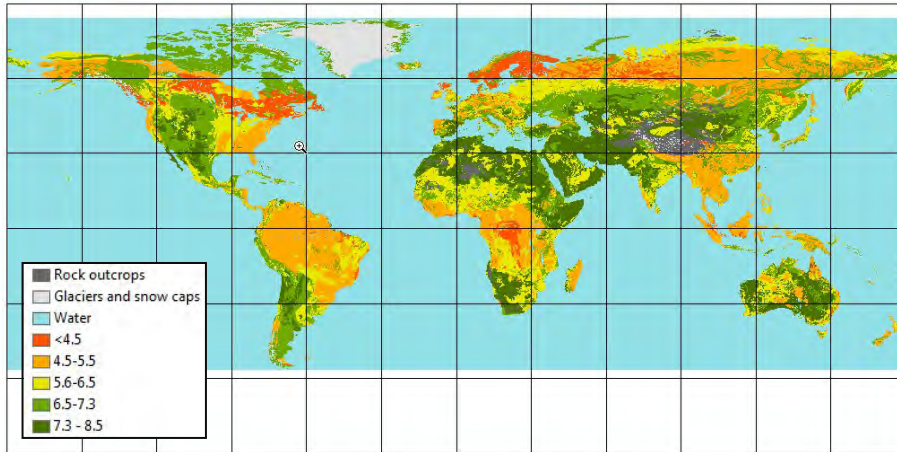 Rock outcrops
Glaciers and snow caps
Water
<4.5
4.5-5.5
5.6-6.5
6.5-7.3
7.3 - 8.5